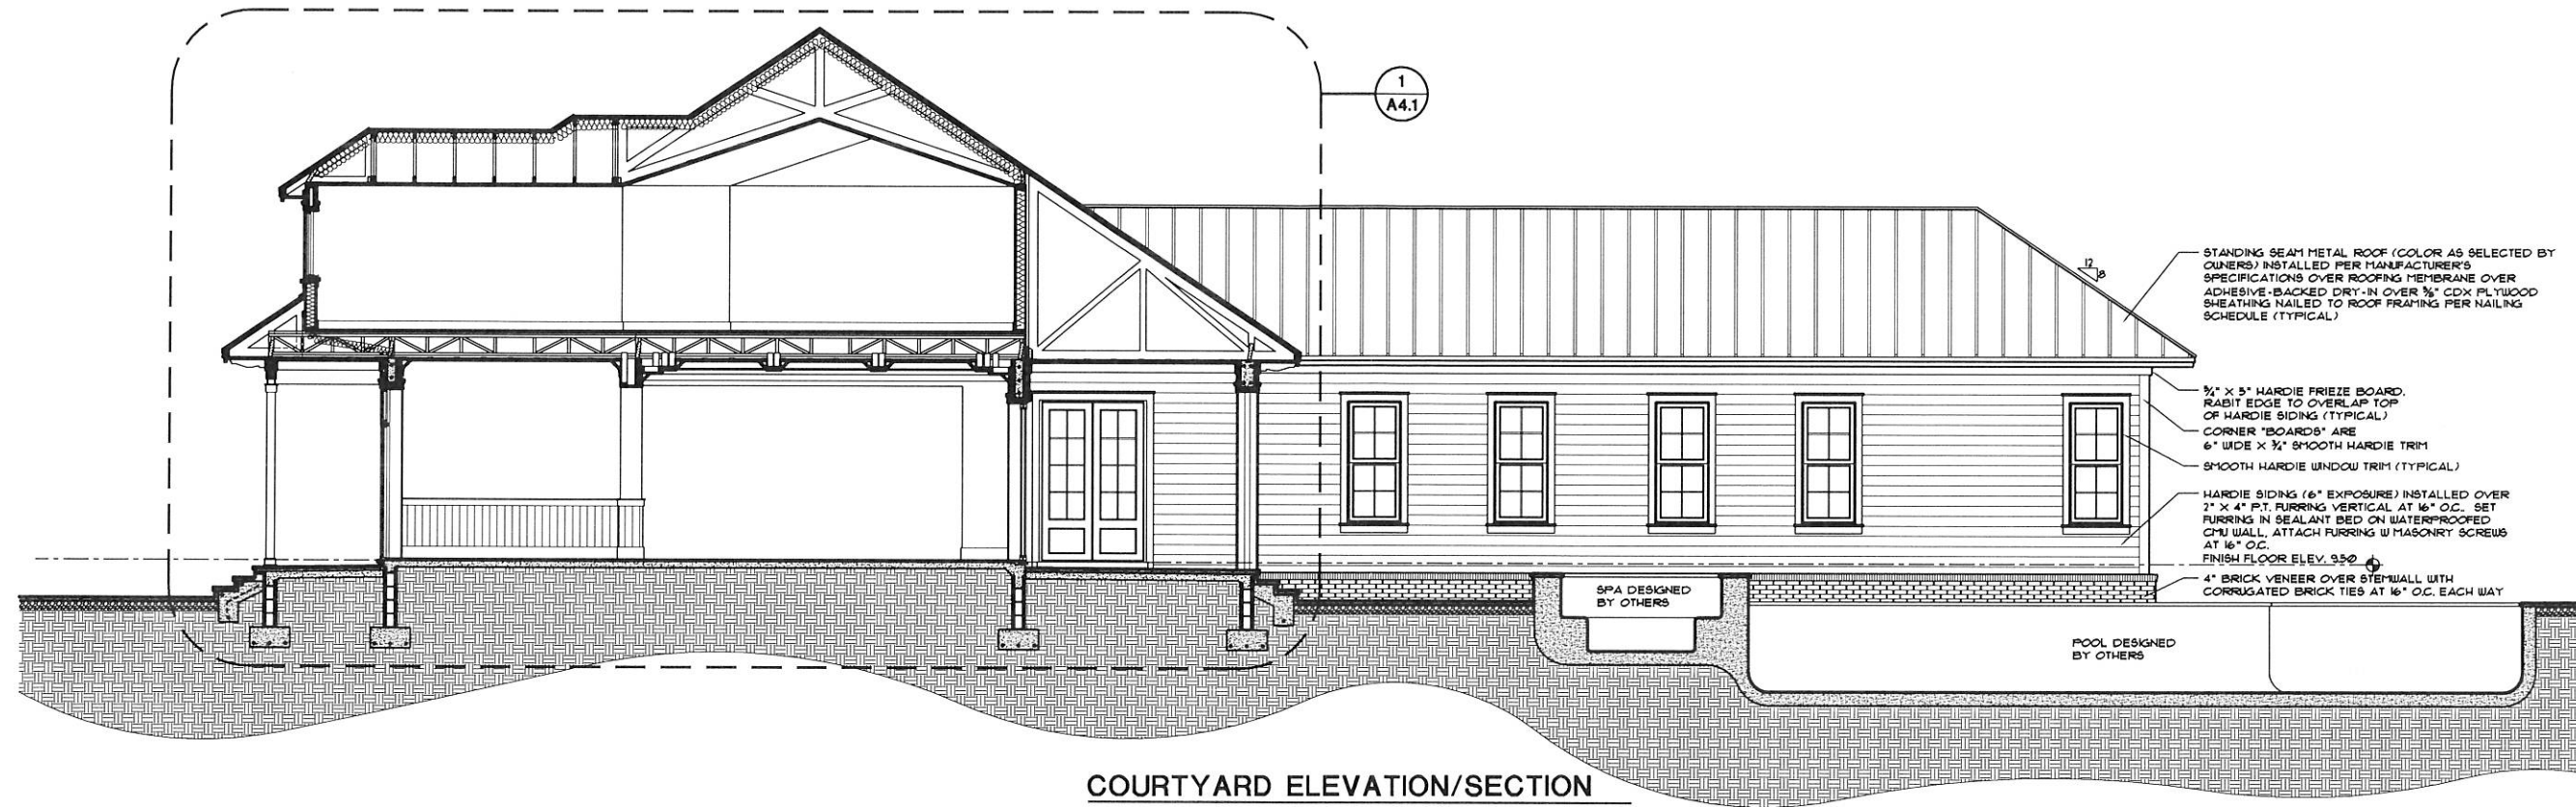 1
A4.1
12
8
STANDING SEAM METAL ROOF (COLOR AS SELECTED BY
OWNERS) INSTALLED PER MANUFACTURER'S
SPECIFICATIONS OVER ROOFING MEMBRANE OVER
ADHESIVE-BACKED DRY-IN OVER 5/8" CDX PLYWOOD
SHEATHING NAILED TO ROOF FRAMING PER NAILING
SCHEDULE (TYPICAL)
3/4" X 5" HARDIE FRIEZE BOARD.
RABIT EDGE TO OVERLAP TOP
OF HARDIE SIDING (TYPICAL)
CORNER "BOARDS" ARE
6" WIDE X 3/4" SMOOTH HARDIE TRIM
SMOOTH HARDIE WINDOW TRIM (TYPICAL)
HARDIE SIDING (6" EXPOSURE) INSTALLED OVER
2" X 4" P.T. FURRING VERTICAL AT 16" O.C.. SET
FURRING IN SEALANT BED ON WATERPROOFED
CMU WALL, ATTACH FURRING W MASONRY SCREWS
AT 16" O.C.
FINISH FLOOR ELEV. 9.50
4" BRICK VENEER OVER STEMWALL WITH
CORRUGATED BRICK TIES AT 16" O.C. EACH WAY
SPA DESIGNED
BY OTHERS
POOL DESIGNED
BY OTHERS
COURTYARD ELEVATION/SECTION